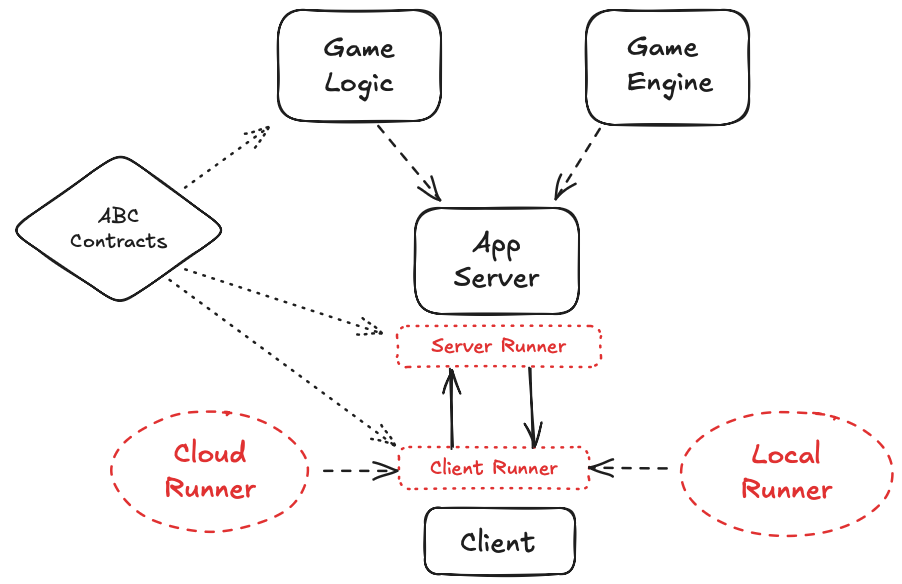 Game
Logic
Game
Engine
ABC
Contracts
App
Server
Server Runner
Cloud
Runner
Client Runner
Local
Runner
Client